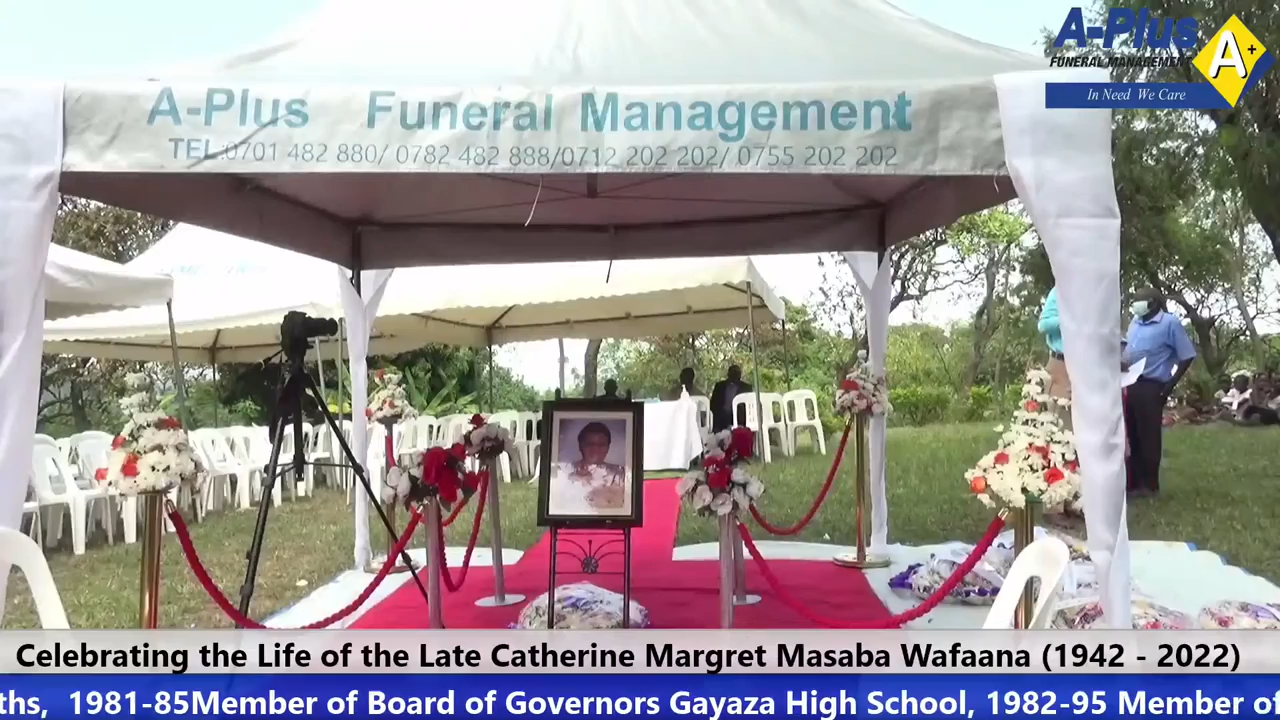 A-Plus
FUNERAL MANAGEMENT
A+
In Need We Care
A-Plus Funeral Management
TEL:0701 482 880/ 0782 482 888/0712 202 202/ 0755 202 202
Celebrating the Life of the Late Catherine Margret Masaba Wafaana (1942 - 2022)
ths, 1981-85Member of Board of Governors Gayaza High School, 1982-95 Member of